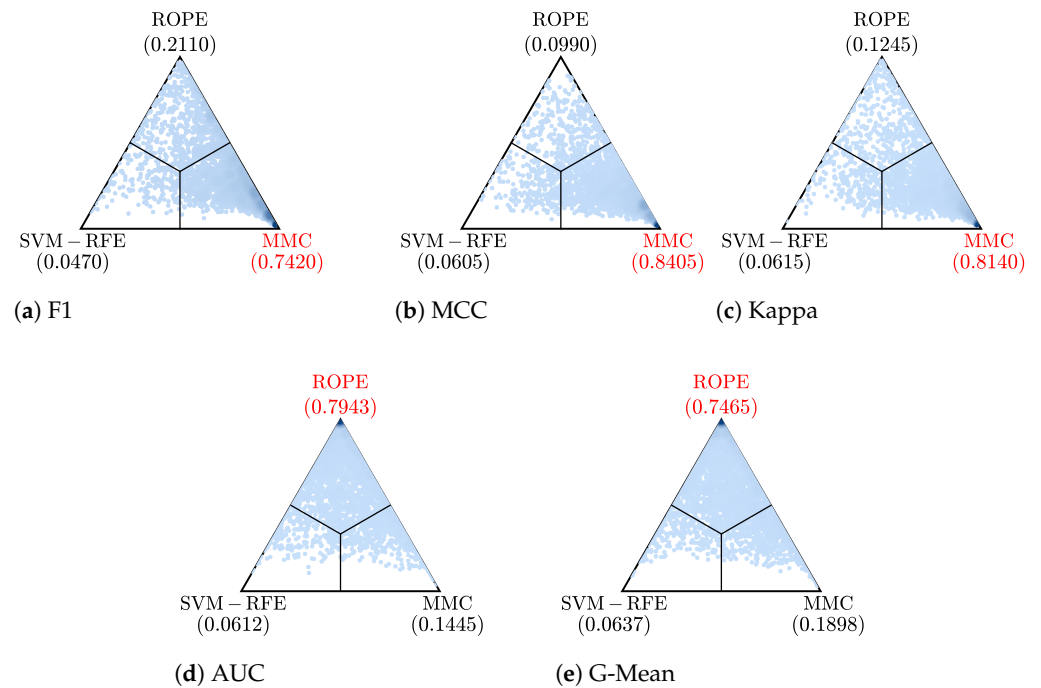 ROPE
(0.2110)
SVM − RFE
(0.0470)
MMC
(0.7420)
(a) F1
ROPE
(0.0990)
SVM − RFE
(0.0605)
MMC
(0.8405)
(b) MCC
ROPE
(0.1245)
SVM − RFE
(0.0615)
MMC
(0.8140)
(c) Kappa
ROPE
(0.7943)
SVM − RFE
(0.0612)
MMC
(0.1445)
(d) AUC
ROPE
(0.7465)
SVM − RFE
(0.0637)
MMC
(0.1898)
(e) G-Mean